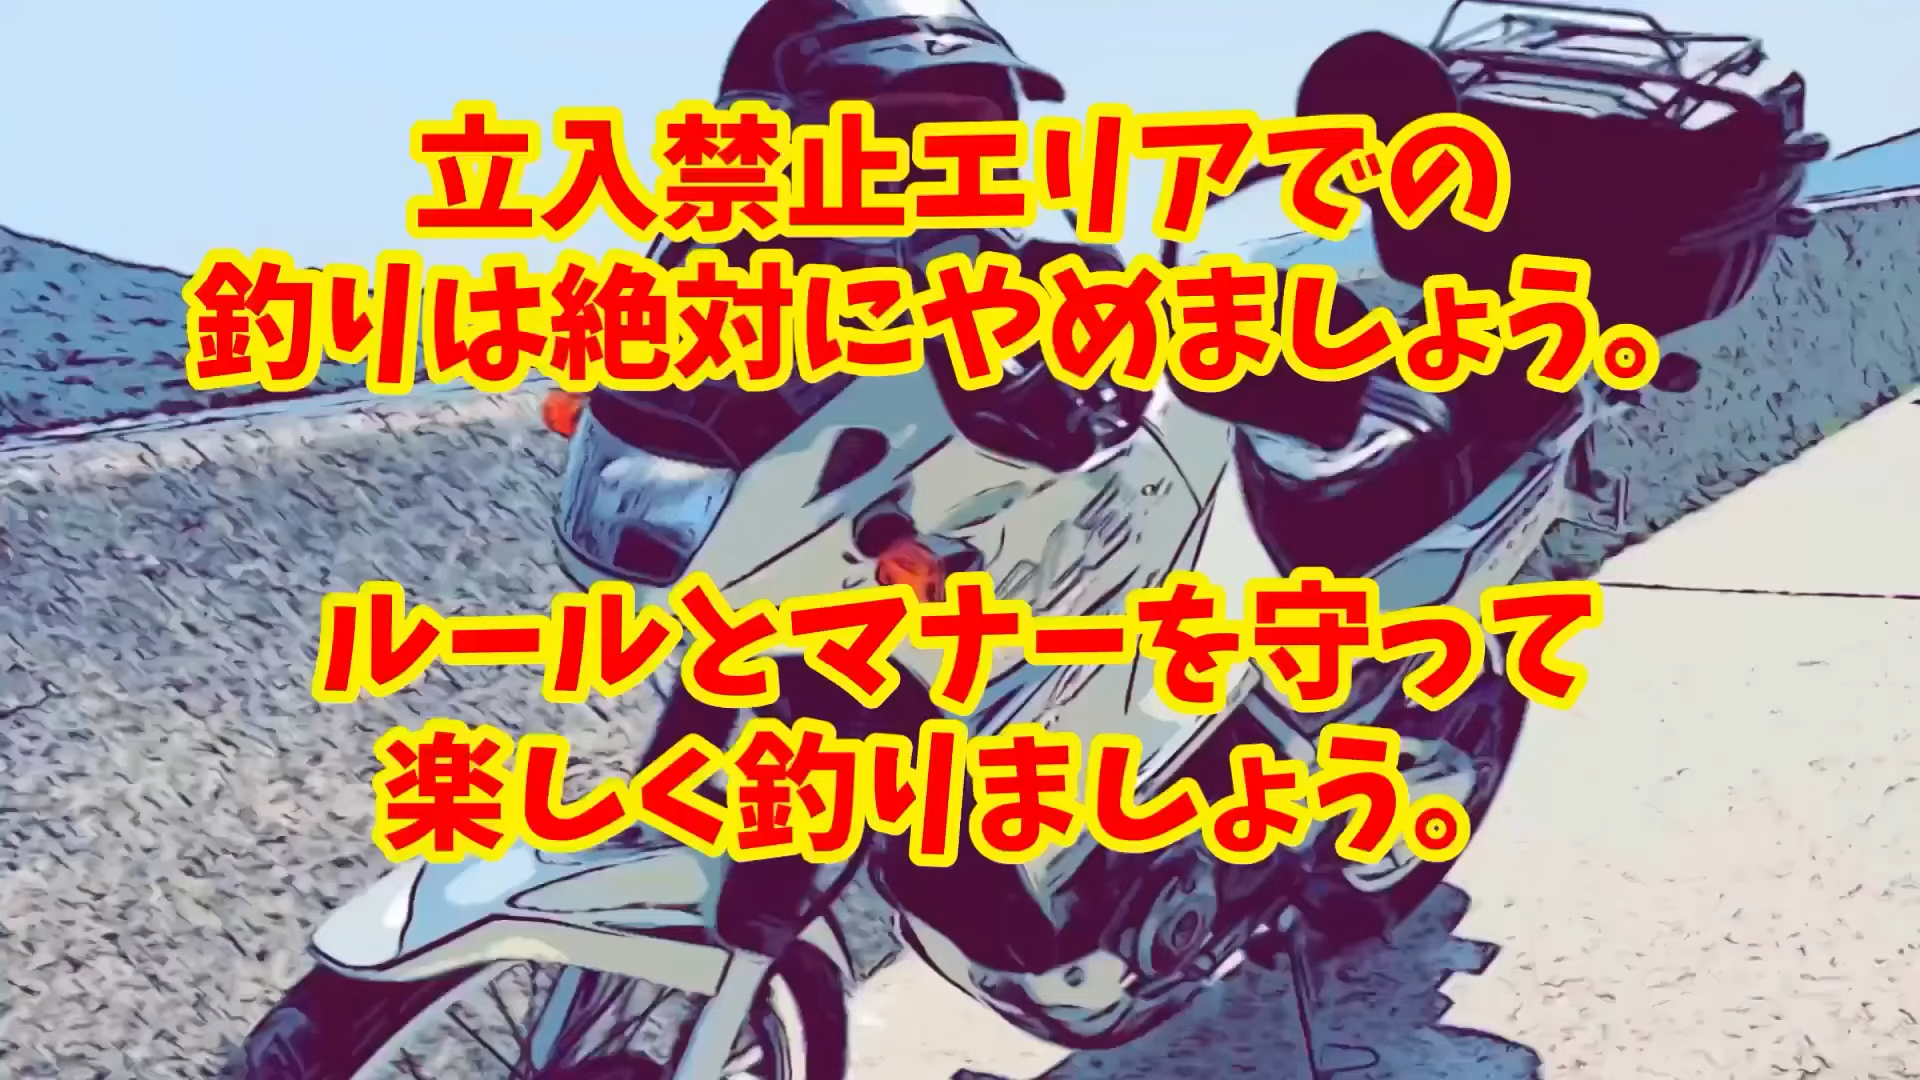 立入禁止エリアでの
釣りは絶対にやめましょう。
ルールとマナーを守って
楽しく釣りましょう。